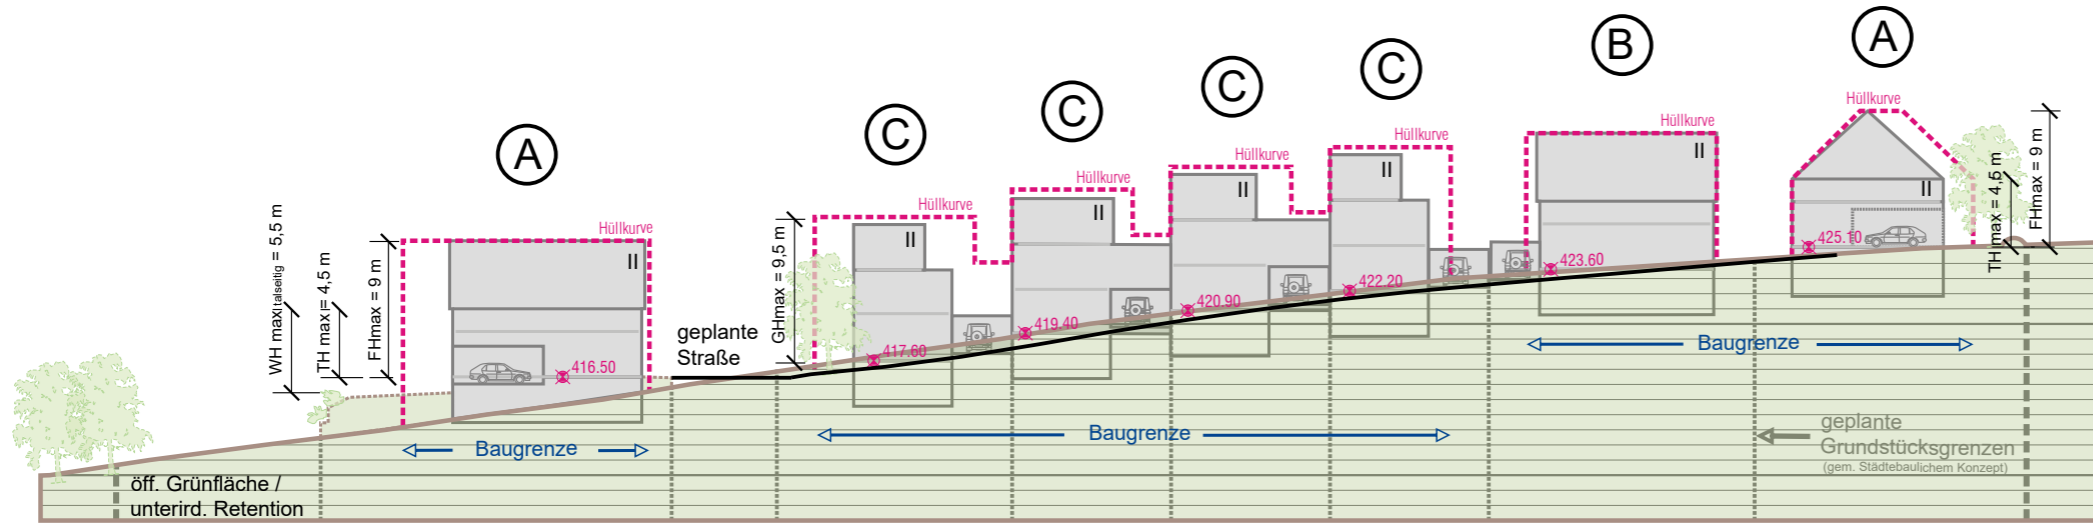 A
C
C
C
C
B
A
Hüllkurve
Hüllkurve
Hüllkurve
Hüllkurve
Hüllkurve
Hüllkurve
Hüllkurve
II
II
II
II
II
II
II
WH max talseitig = 5,5 m
TH max = 4,5 m
FHmax = 9 m
GHmax = 9,5 m
TH max = 4,5 m
FHmax = 9 m
416.50
417.60
419.40
420.90
422.20
423.60
425.10
geplante
Straße
Baugrenze
Baugrenze
Baugrenze
geplante
Grundstücksgrenzen
(gem. Städtebaulichem Konzept)
öff. Grünfläche /
unterird. Retention